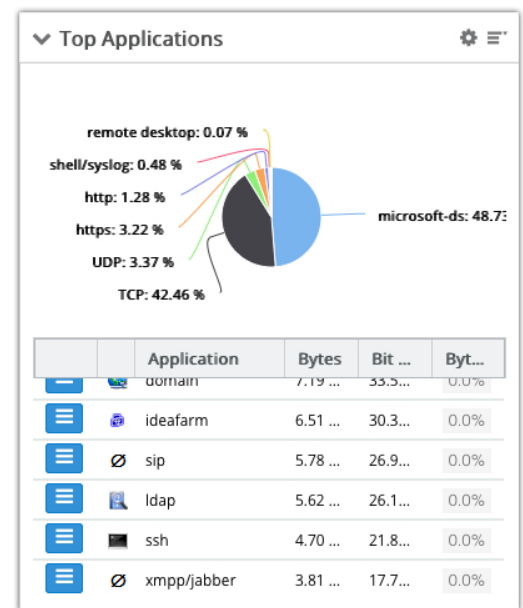 Top Applications
remote desktop: 0.07 %
shell/syslog: 0.48 %
http: 1.28 %
https: 3.22 %
microsoft-ds: 48.73
UDP: 3.37 %
TCP: 42.46 %
Application Bytes Bit ... Byt...
domain 7.19 ... 33.5... 0.0%
ideafarm 6.51 ... 30.3... 0.0%
sip 5.78 ... 26.9... 0.0%
ldap 5.62 ... 26.1... 0.0%
ssh 4.70 ... 21.8... 0.0%
xmpp/jabber 3.81 ... 17.7... 0.0%